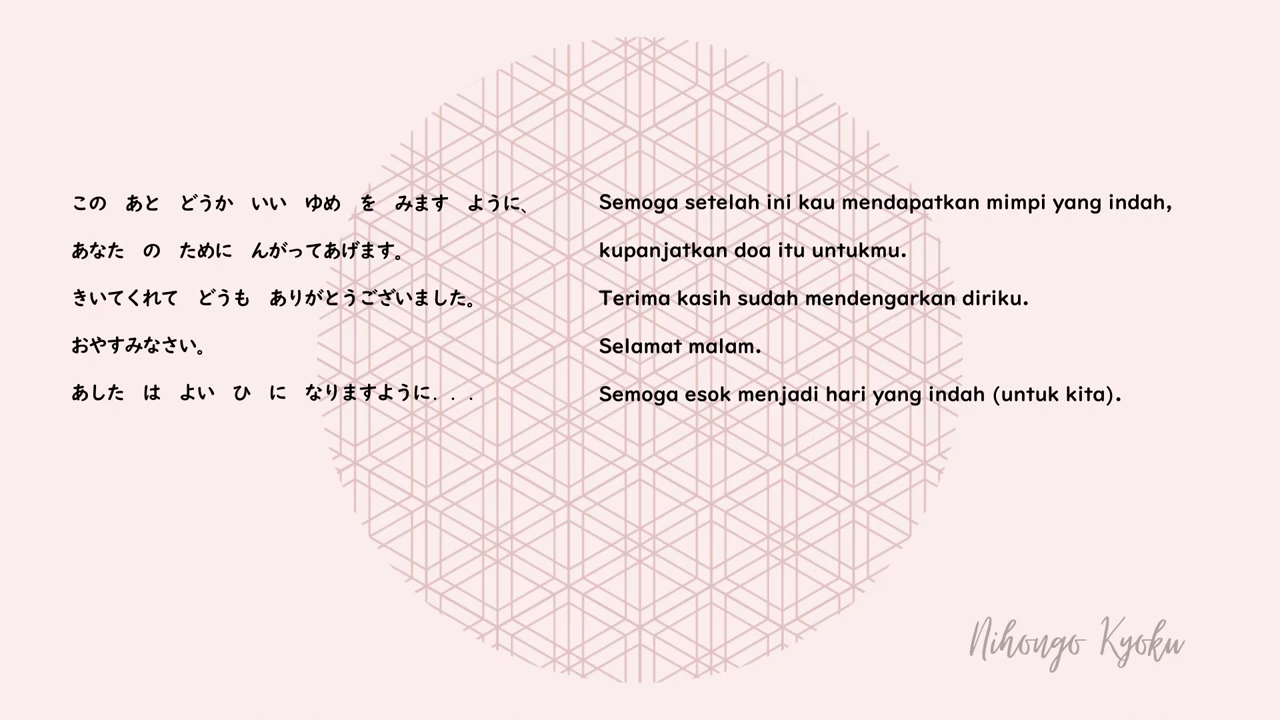 この　あと　どうか　いい　ゆめ　を　みます　ように、
あなた　の　ために　んがってあげます。
きいてくれて　どうも　ありがとうございました。
おやすみなさい。
あした　は　よい　ひ　に　なりますように. . .
Semoga setelah ini kau mendapatkan mimpi yang indah,
kupanjatkan doa itu untukmu.
Terima kasih sudah mendengarkan diriku.
Selamat malam.
Semoga esok menjadi hari yang indah (untuk kita).
Nihongo Kyoku